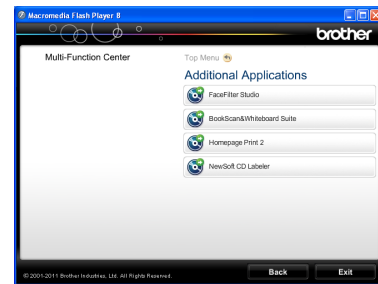 Macromedia Flash Player 8
brother
Multi-Function Center
Top Menu
Additional Applications
FaceFilter Studio
BookScan&Whiteboard Suite
Homepage Print 2
NewSoft CD Labeler
© 2001-2011 Brother Industries, Ltd. All Rights Reserved.
Back
Exit